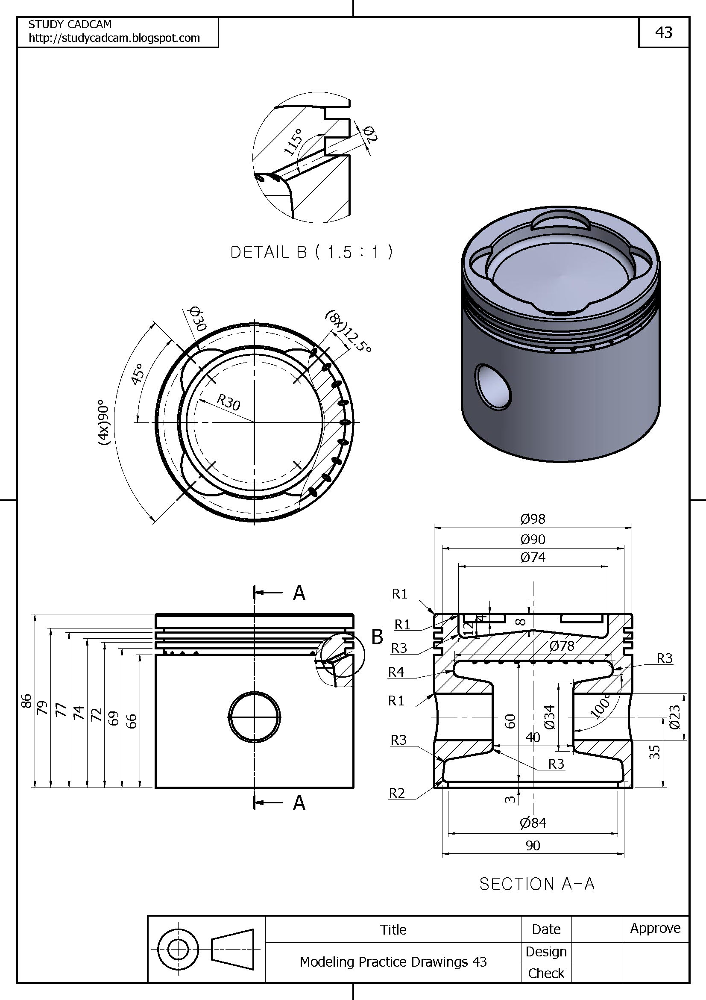 STUDY CADCAM
http://studycadcam.blogspot.com
43
115°
Ø2
DETAIL B ( 1.5 : 1 )
Ø30
(8x)12.5°
45°
R30
(4x)90°
Ø98
Ø90
Ø74
A
R1
4
8
12
R1
B
R3
Ø78
R3
R4
R1
86
79
77
74
72
69
66
100°
60
Ø34
Ø23
40
R3
35
R3
R2
3
A
Ø84
90
SECTION A-A
Title
Date
Approve
Modeling Practice Drawings 43
Design
Check